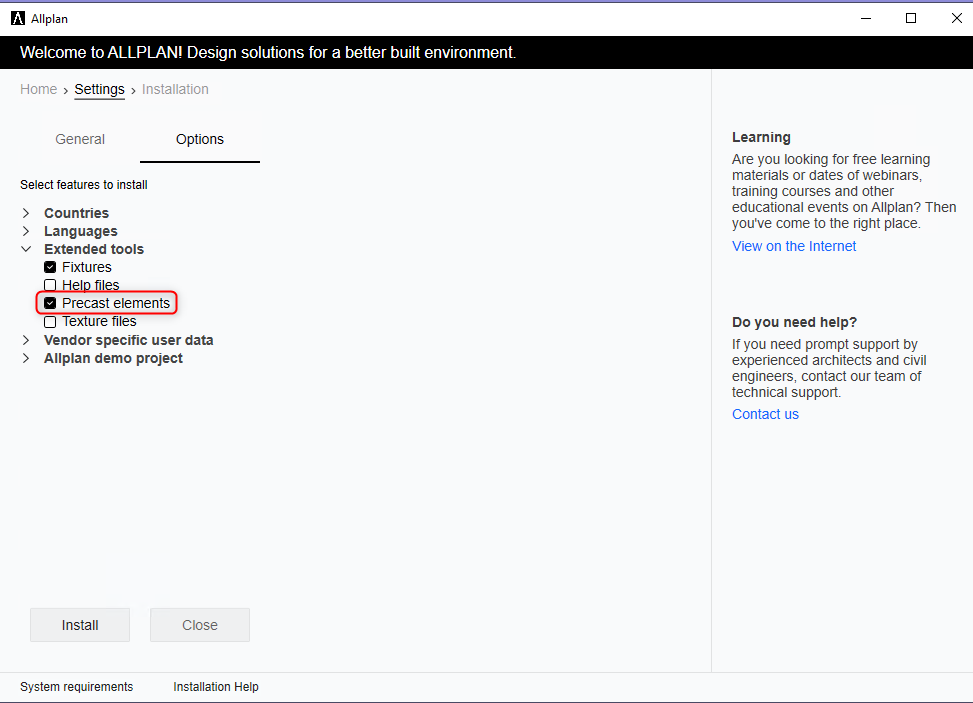 Allplan
Welcome to ALLPLAN! Design solutions for a better built environment.
Home > Settings > Installation
General
Options
Select features to install
Countries
Languages
Extended tools
Fixtures
Help files
Precast elements
Texture files
Vendor specific user data
Allplan demo project
Install
Close
Learning
Are you looking for free learning
materials or dates of webinars,
training courses and other
educational events on Allplan? Then
you've come to the right place.
View on the Internet
Do you need help?
If you need prompt support by
experienced architects and civil
engineers, contact our team of
technical support.
Contact us
System requirements
Installation Help